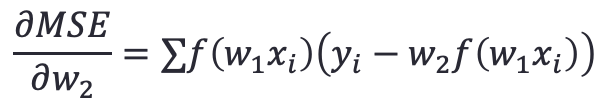 ∂MSE/∂w₂ = ∑f(w₁xᵢ)(yᵢ − w₂f(w₁xᵢ))